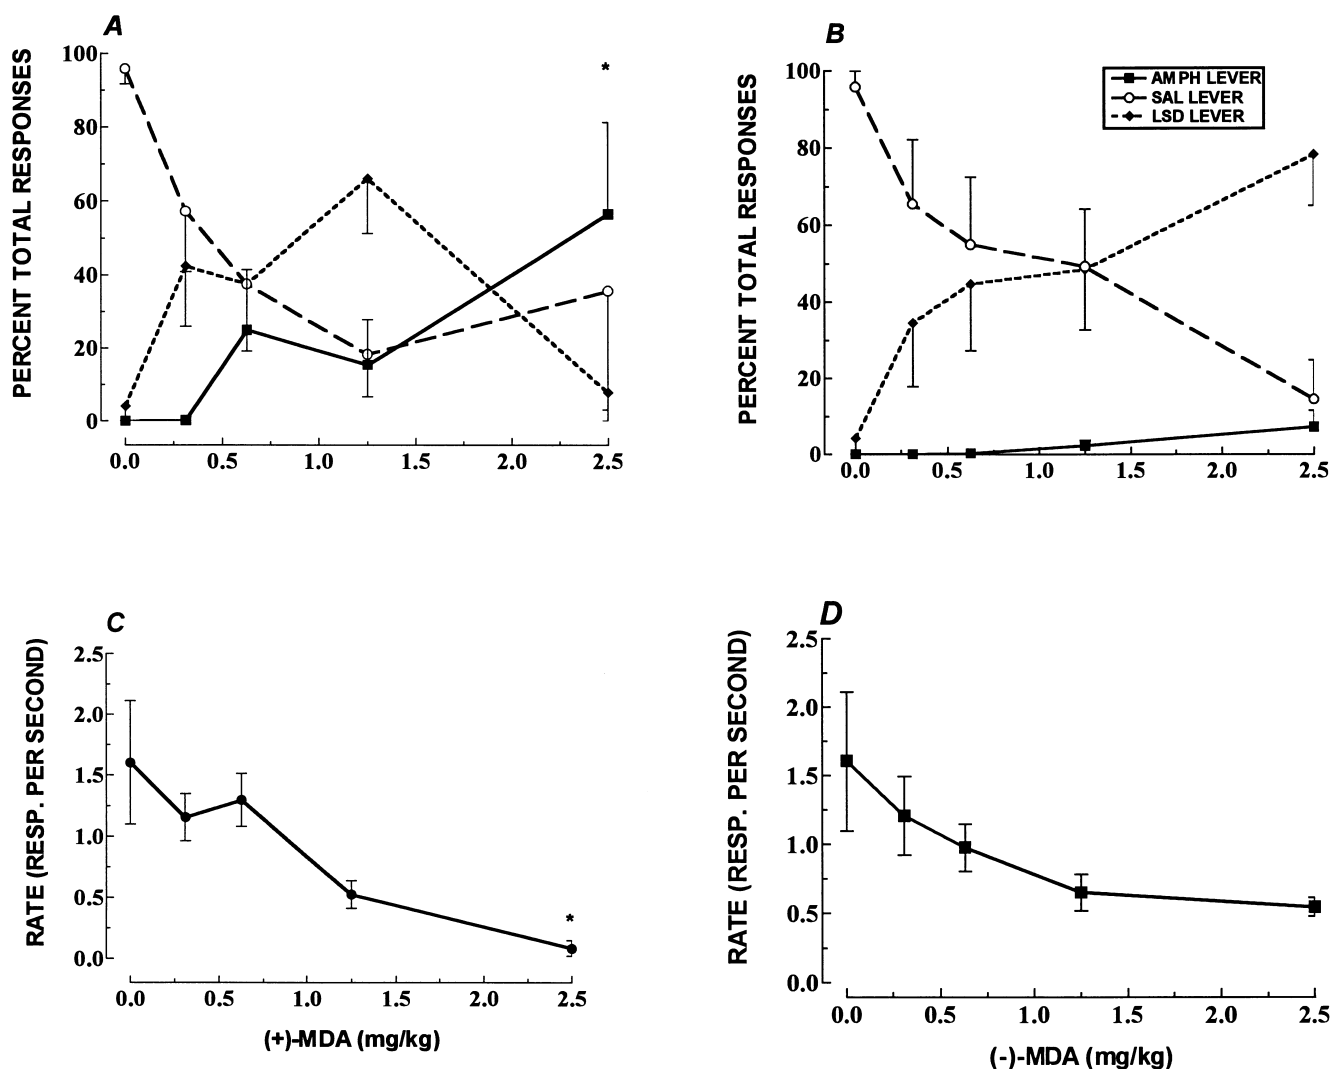 A
PERCENT TOTAL RESPONSES
100
80
60
40
20
0
*
0.0 0.5 1.0 1.5 2.0 2.5
B
PERCENT TOTAL RESPONSES
100
80
60
40
20
0
AMPH LEVER
SAL LEVER
LSD LEVER
0.0 0.5 1.0 1.5 2.0 2.5
C
RATE (RESP. PER SECOND)
2.5
2.0
1.5
1.0
0.5
0.0
*
0.0 0.5 1.0 1.5 2.0 2.5
(+)-MDA (mg/kg)
D
RATE (RESP. PER SECOND)
2.5
2.0
1.5
1.0
0.5
0.0
0.0 0.5 1.0 1.5 2.0 2.5
(-)-MDA (mg/kg)